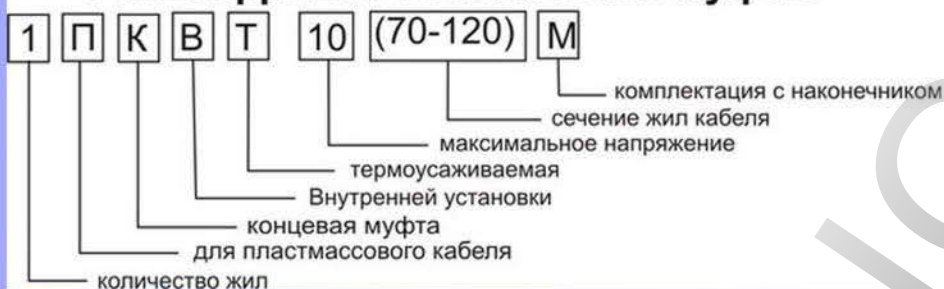 1 П К В Т 10 (70-120) М
комплектация с наконечником
сечение жил кабеля
максимальное напряжение
термоусаживаемая
Внутренней установки
концевая муфта
для пластмассового кабеля
количество жил